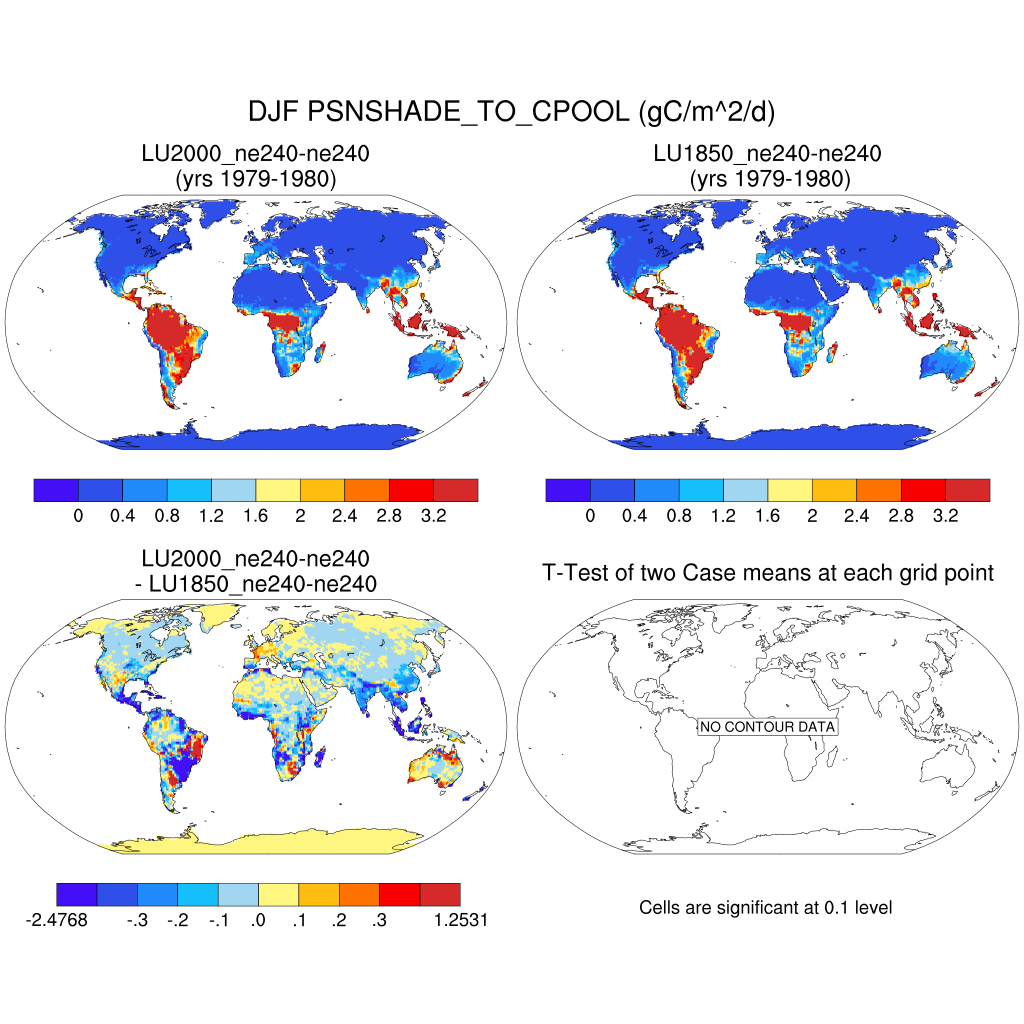 DJF PSNSHADE_TO_CPOOL (gC/m^2/d)
LU2000_ne240-ne240
(yrs 1979-1980)
LU1850_ne240-ne240
(yrs 1979-1980)
0 0.4 0.8 1.2 1.6 2 2.4 2.8 3.2
0 0.4 0.8 1.2 1.6 2 2.4 2.8 3.2
LU2000_ne240-ne240
- LU1850_ne240-ne240
T-Test of two Case means at each grid point
NO CONTOUR DATA
-2.4768 -.3 -.2 -.1 .0 .1 .2 .3 1.2531
Cells are significant at 0.1 level